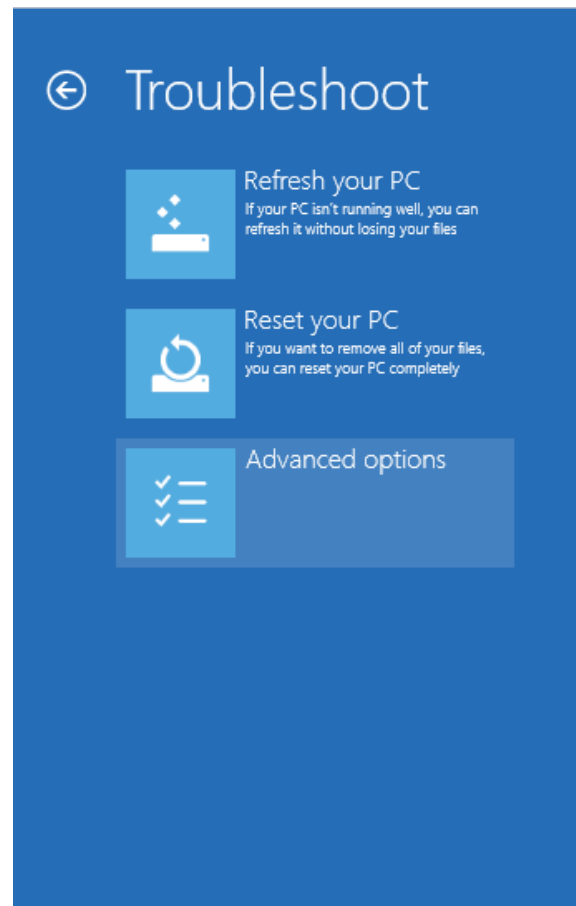 Troubleshoot
Refresh your PC
If your PC isn't running well, you can
refresh it without losing your files
Reset your PC
If you want to remove all of your files,
you can reset your PC completely
Advanced options